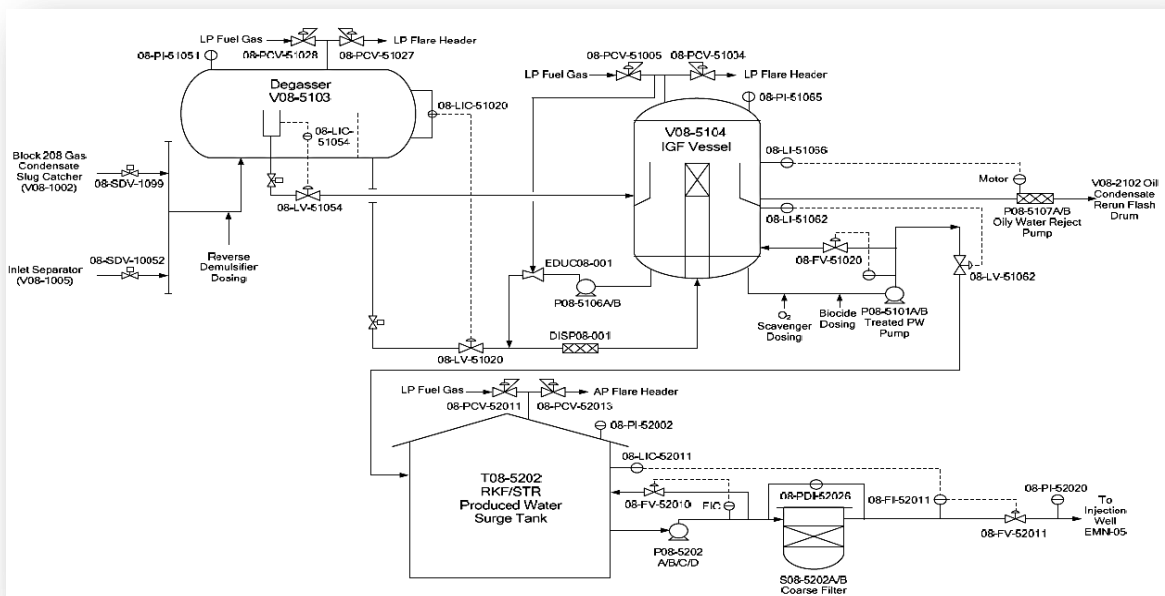 LP Fuel Gas
LP Flare Header
08-PI-51051
08-PCV-51028
08-PCV-51027
Degasser
V08-5103
08-LIC-51020
08-LIC-
51054
Block 208 Gas
Condensate
Slug Catcher
(V08-1002)
08-SDV-1099
08-LV-51054
Inlet Separator
(V08-1005)
08-SDV-10052
Reverse
Demulsifier
Dosing
08-PCV-51005
08-PCV-51004
LP Fuel Gas
LP Flare Header
08-PI-51065
V08-5104
IGF Vessel
08-LI-51066
Motor
V08-2102 Oil
Condensate
Rerun Flash
Drum
P08-5107A/B
Oily Water Reject
Pump
08-LI-51062
08-FV-51020
08-LV-51062
EDUC08-001
P08-5106A/B
O2
Scavenger
Dosing
Biocide
Dosing
P08-5101A/B
Treated PW
Pump
DISP08-001
08-LV-51020
LP Fuel Gas
AP Flare Header
08-PCV-52011
08-PCV-52013
08-PI-52002
08-LIC-52011
T08-5202
RKF/STR
Produced Water
Surge Tank
08-FV-52010
FIC
08-PDI-52026
08-FI-52011
08-PI-52020
To
Injection
Well
EMN-05
08-FV-52011
P08-5202
A/B/C/D
S08-5202A/B
Coarse Filter